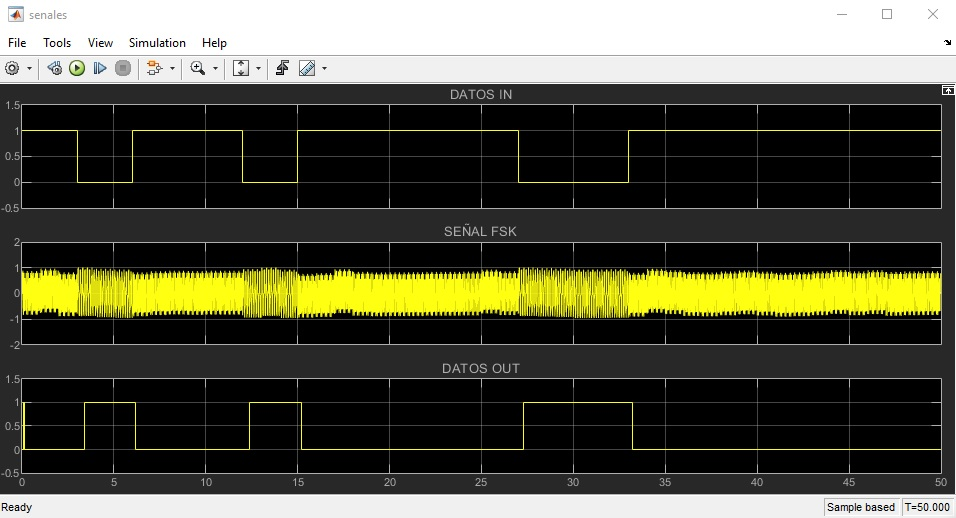 senales
File Tools View Simulation Help
DATOS IN
1.5
1
0.5
0
-0.5
SEÑAL FSK
2
1
0
-1
-2
DATOS OUT
1.5
1
0.5
0
-0.5
0 5 10 15 20 25 30 35 40 45 50
Ready Sample based T=50.000